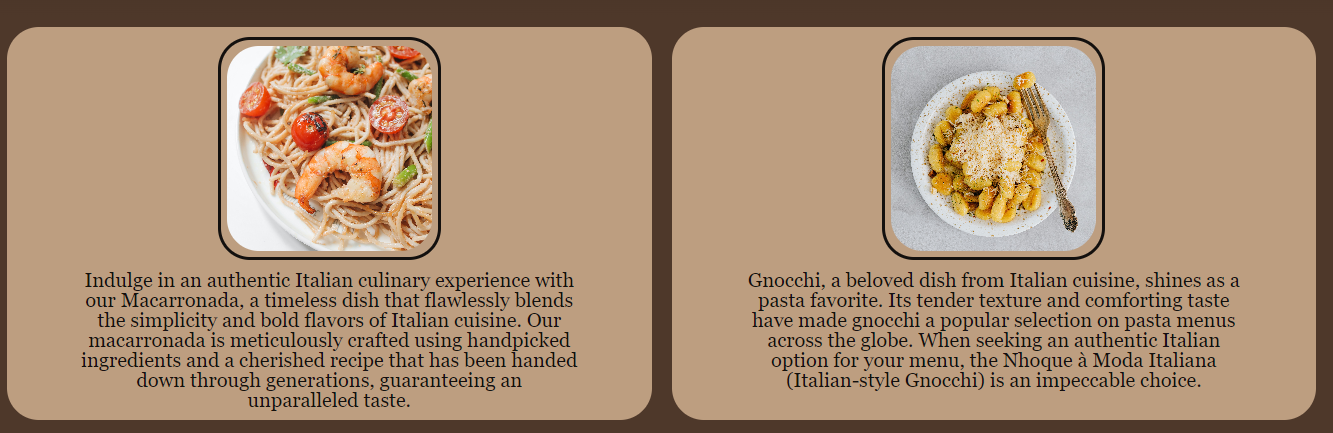 Indulge in an authentic Italian culinary experience with
our Macarronada, a timeless dish that flawlessly blends
the simplicity and bold flavors of Italian cuisine. Our
macarronada is meticulously crafted using handpicked
ingredients and a cherished recipe that has been handed
down through generations, guaranteeing an
unparalleled taste.
Gnocchi, a beloved dish from Italian cuisine, shines as a
pasta favorite. Its tender texture and comforting taste
have made gnocchi a popular selection on pasta menus
across the globe. When seeking an authentic Italian
option for your menu, the Nhoque à Moda Italiana
(Italian-style Gnocchi) is an impeccable choice.